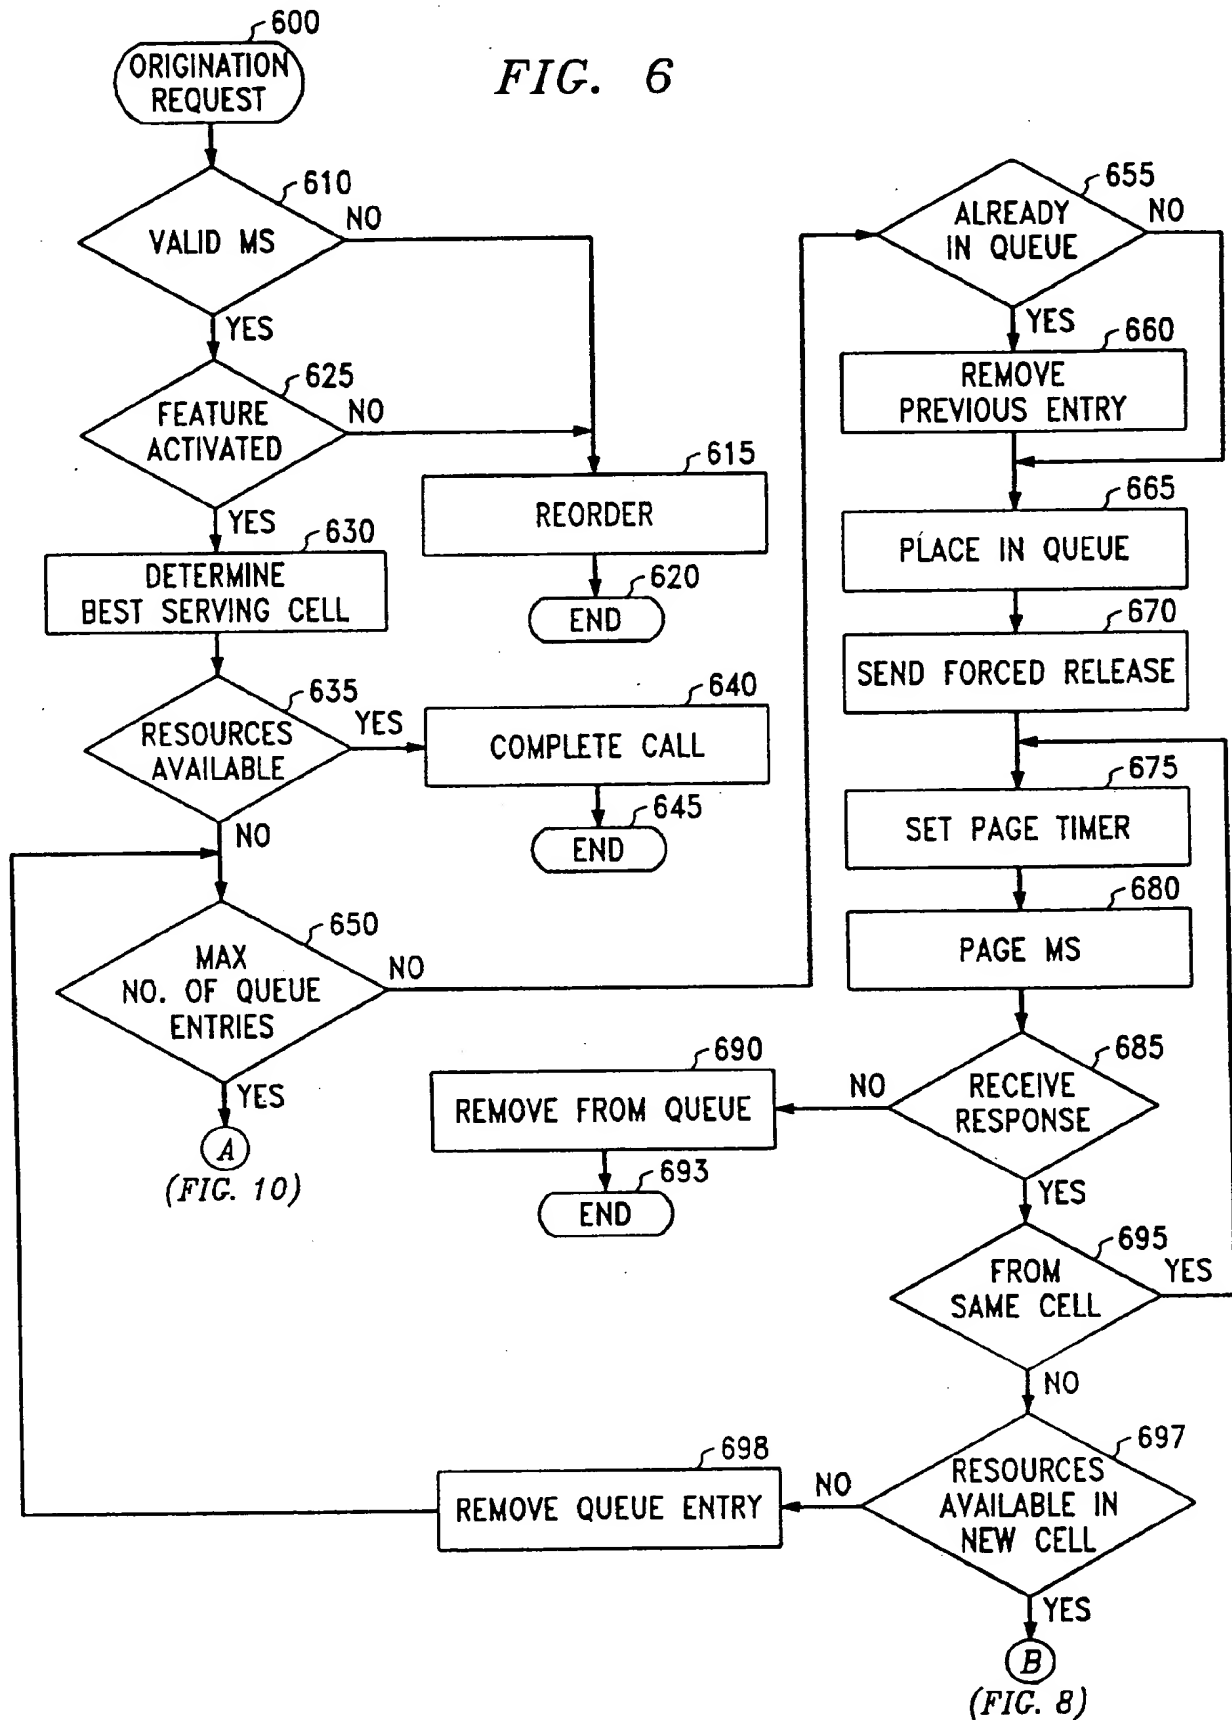 600
ORIGINATION
REQUEST
FIG. 6
610
VALID MS
NO
YES
625
FEATURE
ACTIVATED
NO
YES
615
REORDER
620
END
630
DETERMINE
BEST SERVING CELL
635
RESOURCES
AVAILABLE
YES
NO
640
COMPLETE CALL
645
END
650
MAX
NO. OF QUEUE
ENTRIES
NO
YES
A
(FIG. 10)
655
ALREADY
IN QUEUE
NO
YES
660
REMOVE
PREVIOUS ENTRY
665
PLACE IN QUEUE
670
SEND FORCED RELEASE
675
SET PAGE TIMER
680
PAGE MS
685
RECEIVE
RESPONSE
NO
YES
690
REMOVE FROM QUEUE
693
END
695
FROM
SAME CELL
YES
NO
697
RESOURCES
AVAILABLE IN
NEW CELL
NO
YES
698
REMOVE QUEUE ENTRY
B
(FIG. 8)